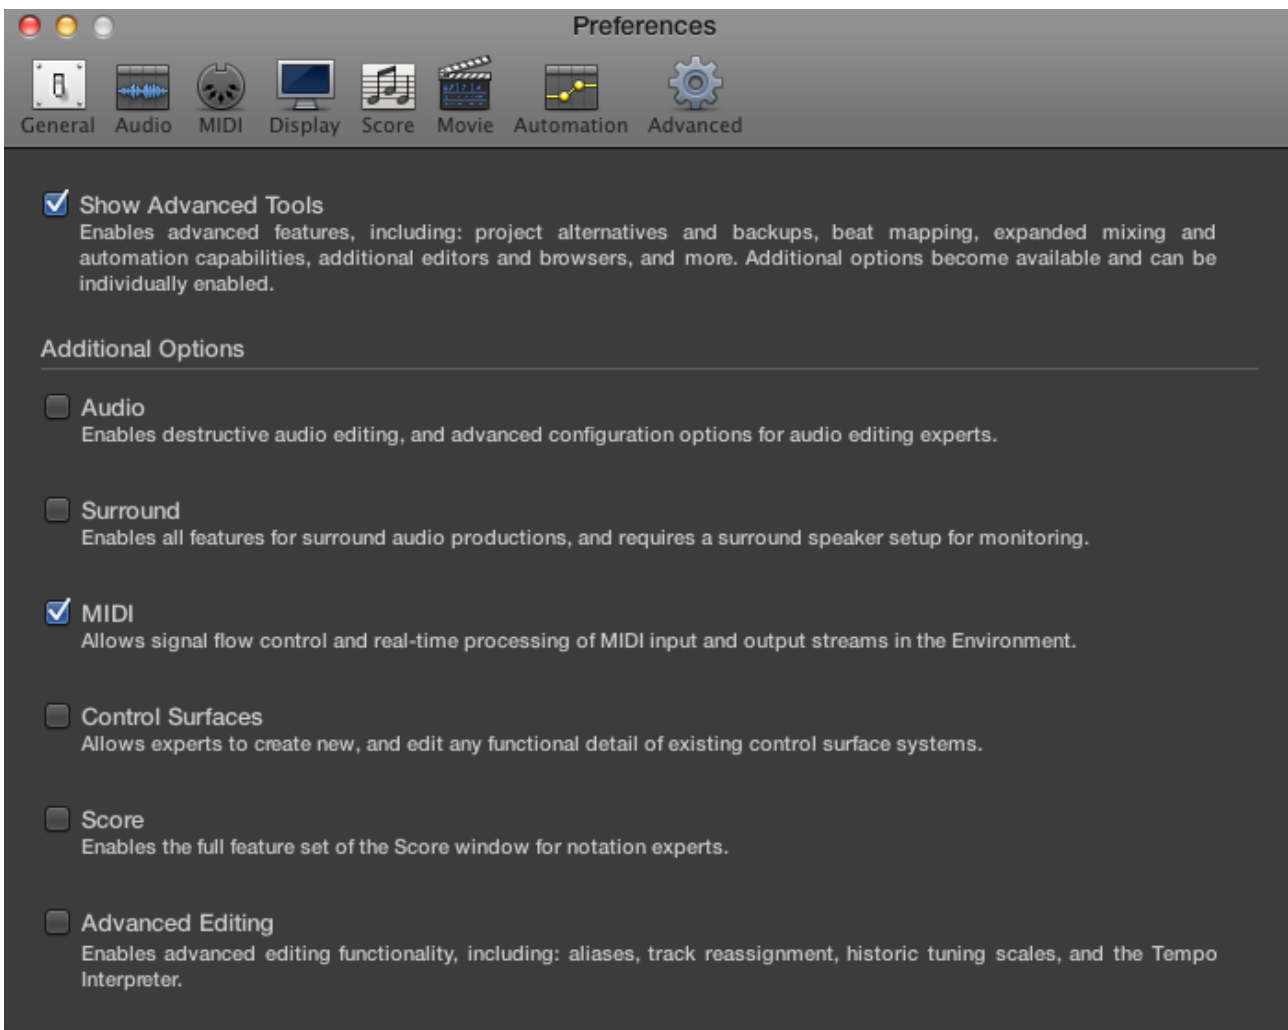 Preferences
General Audio MIDI Display Score Movie Automation Advanced
Show Advanced Tools
Enables advanced features, including: project alternatives and backups, beat mapping, expanded mixing and
automation capabilities, additional editors and browsers, and more. Additional options become available and can be
individually enabled.
Additional Options
Audio
Enables destructive audio editing, and advanced configuration options for audio editing experts.
Surround
Enables all features for surround audio productions, and requires a surround speaker setup for monitoring.
MIDI
Allows signal flow control and real-time processing of MIDI input and output streams in the Environment.
Control Surfaces
Allows experts to create new, and edit any functional detail of existing control surface systems.
Score
Enables the full feature set of the Score window for notation experts.
Advanced Editing
Enables advanced editing functionality, including: aliases, track reassignment, historic tuning scales, and the Tempo
Interpreter.